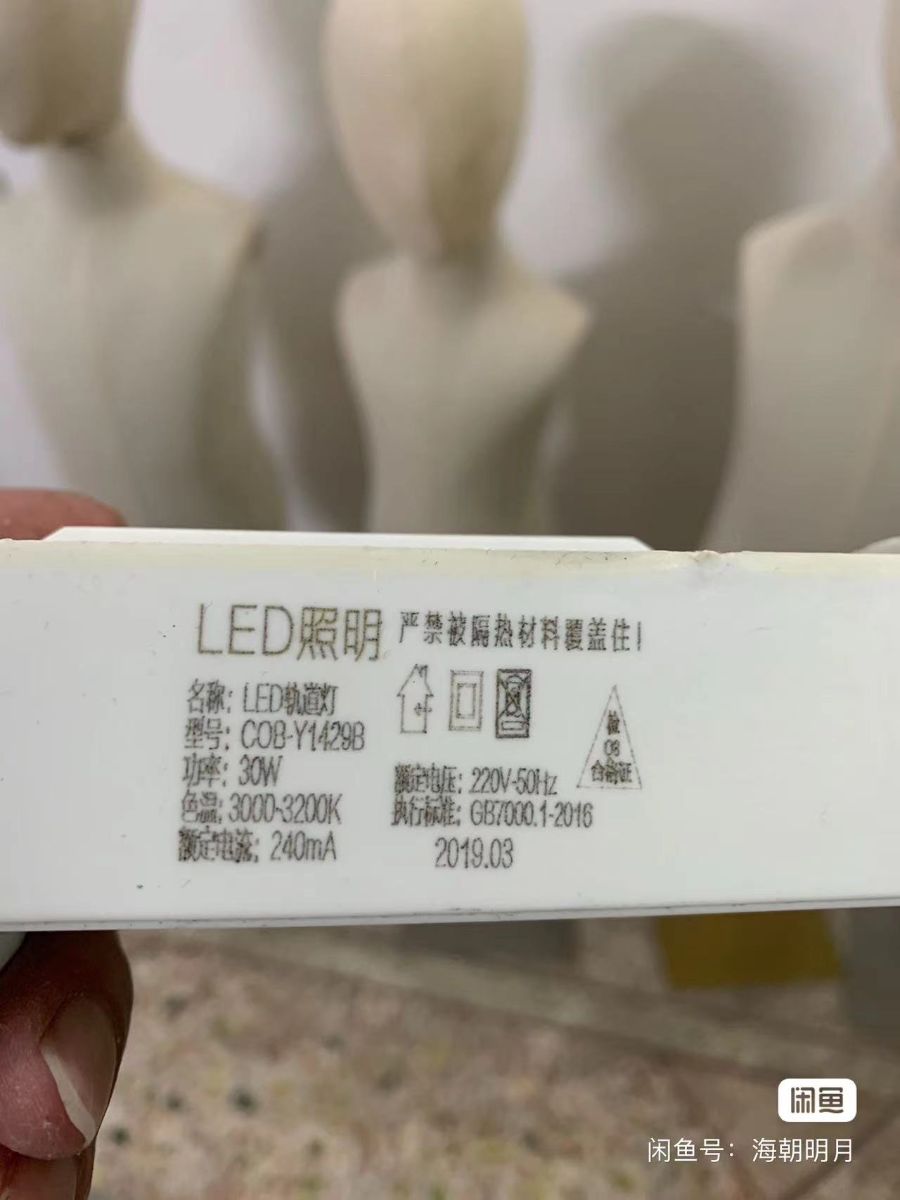 LED照明 严禁被隔热材料覆盖住!
名称: LED轨道灯
型号: COB-Y1429B
功率: 30W
色温: 3000-3200K
额定电流: 240mA
额定电压: 220V-50Hz
执行标准: GB7000.1-2016
2019.03
检
08
合格证
闲鱼
闲鱼号: 海朝明月